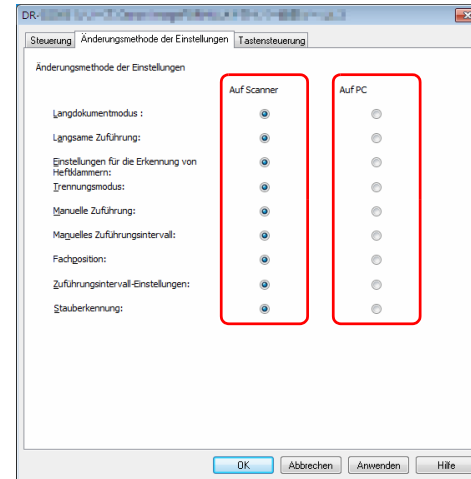 DR-
Steuerung Änderungsmethode der Einstellungen Tastensteuerung
Änderungsmethode der Einstellungen
Auf Scanner Auf PC
Langdokumentmodus :
Langsame Zuführung:
Einstellungen für die Erkennung von
Heftklammern:
Trennungsmodus:
Manuelle Zuführung:
Manuelles Zuführungsintervall:
Fachposition:
Zuführungsintervall-Einstellungen:
Stauberkennung:
OK Abbrechen Anwenden Hilfe